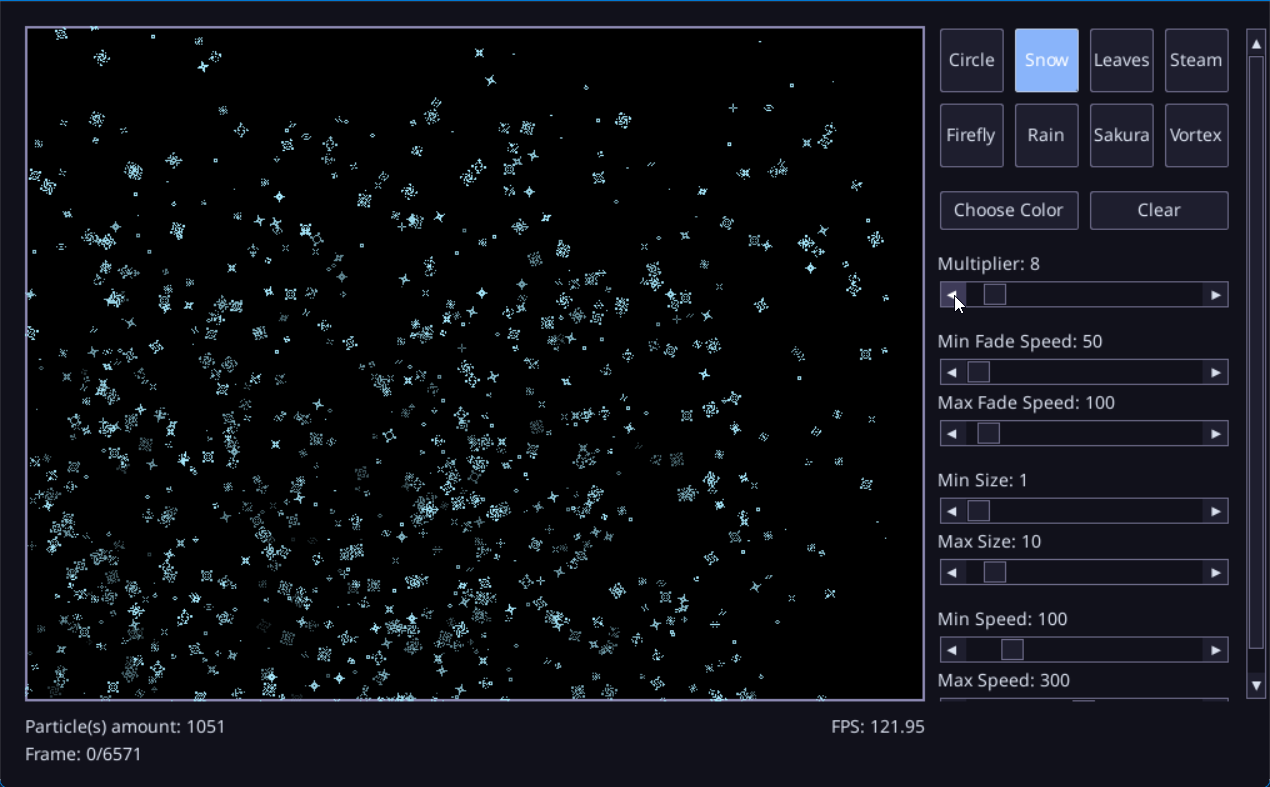 Circle Snow Leaves Steam
Firefly Rain Sakura Vortex
Choose Color Clear
Multiplier: 8
Min Fade Speed: 50
Max Fade Speed: 100
Min Size: 1
Max Size: 10
Min Speed: 100
Max Speed: 300
Particle(s) amount: 1051 FPS: 121.95
Frame: 0/6571